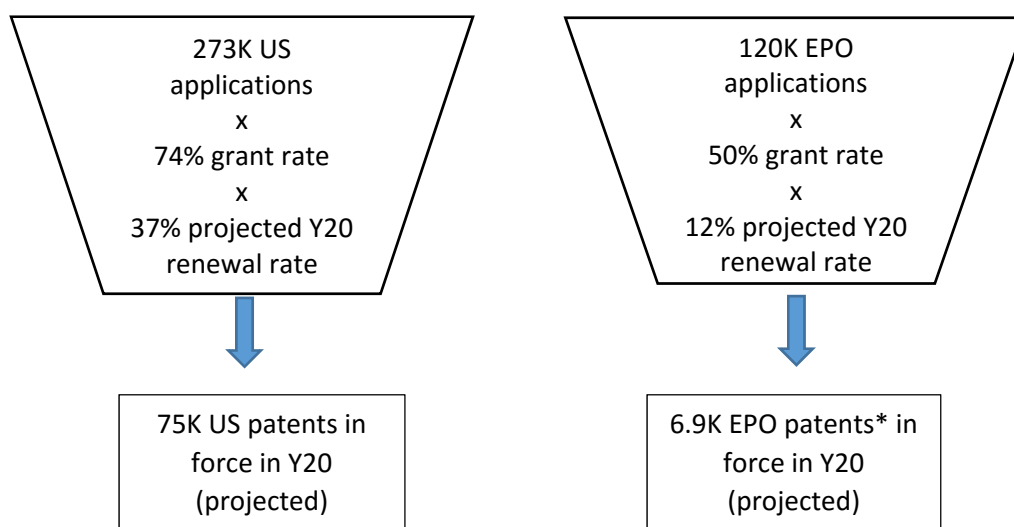 273K US
applications
x
74% grant rate
x
37% projected Y20
renewal rate
75K US patents in
force in Y20
(projected)
120K EPO
applications
x
50% grant rate
x
12% projected Y20
renewal rate
6.9K EPO patents* in
force in Y20
(projected)